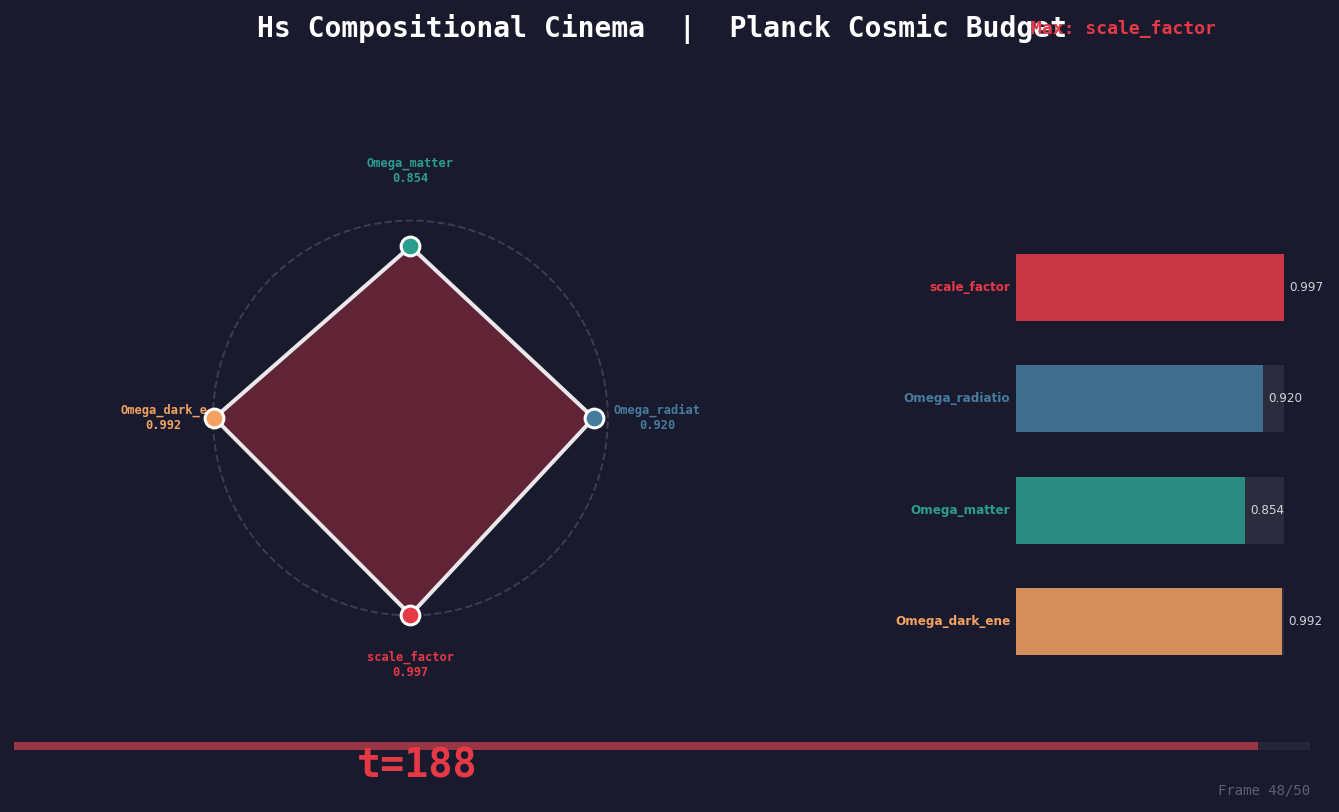 Hs Compositional Cinema | Planck Cosmic Budget
Max: scale_factor
Omega_matter
0.854
Omega_dark_e
0.992
Omega_radiat
0.920
scale_factor
0.997
scale_factor
0.997
Omega_radiatio
0.920
Omega_matter
0.854
Omega_dark_ene
0.992
t=188
Frame 48/50